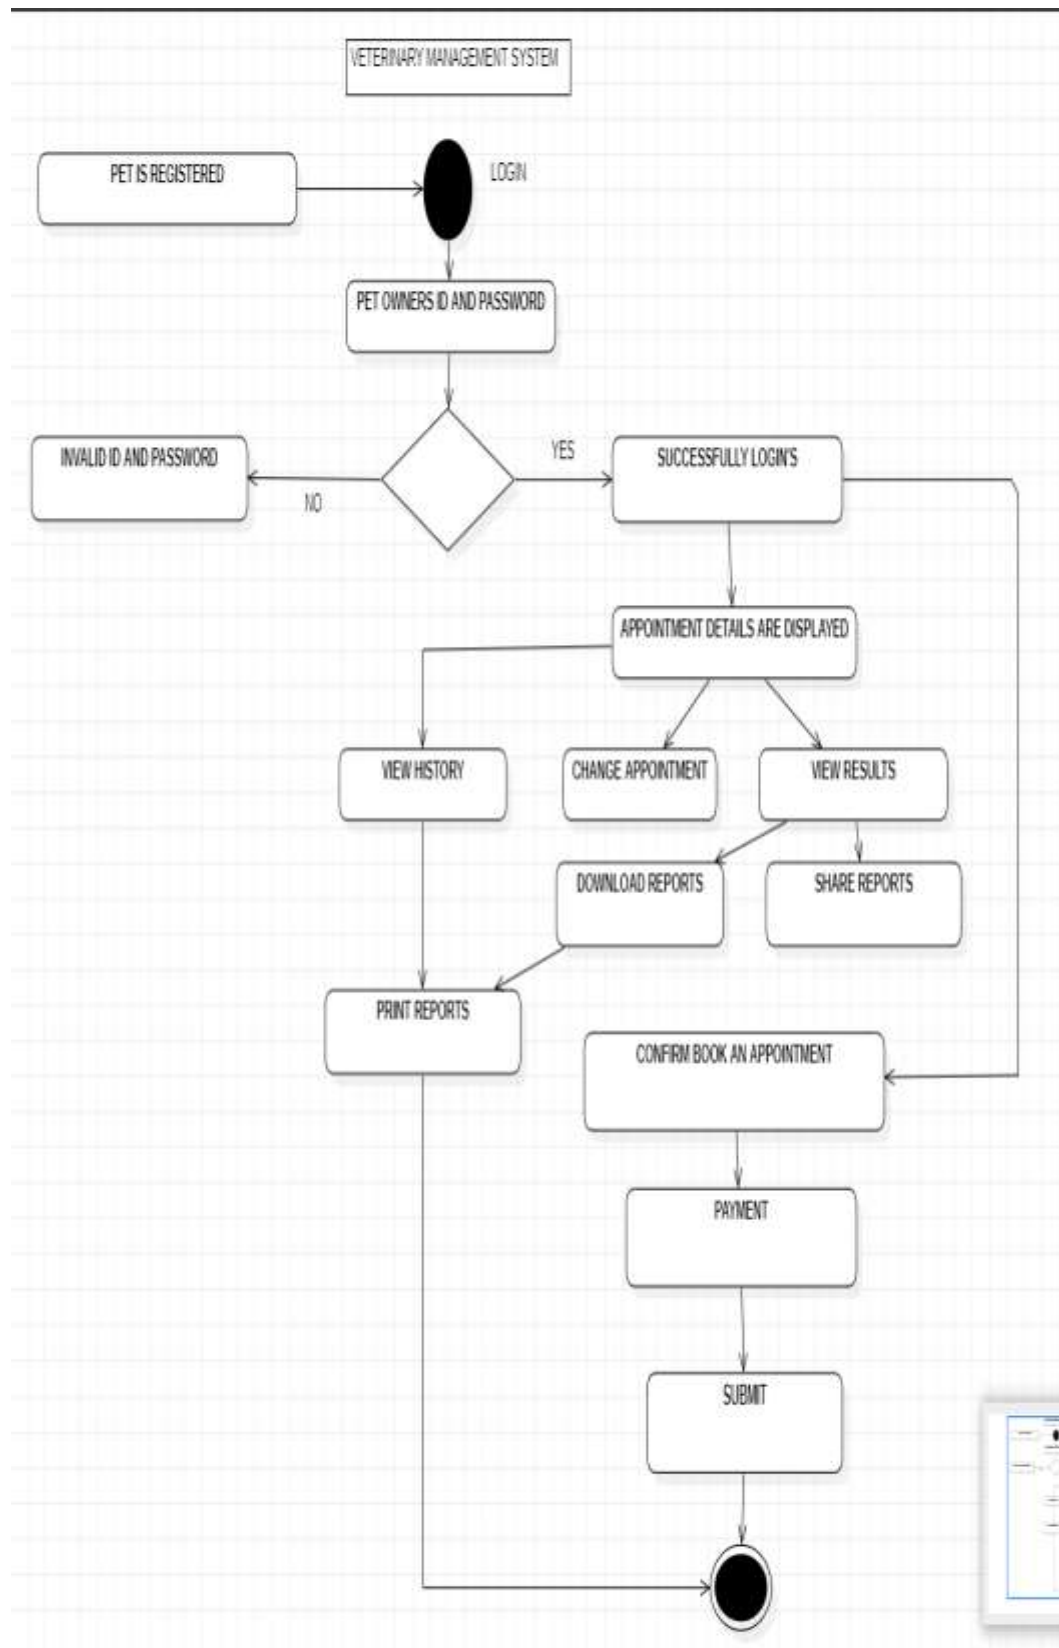 VETERINARY MANAGEMENT SYSTEM
PET IS REGISTERED
LOGIN
PET OWNERS ID AND PASSWORD
INVALID ID AND PASSWORD
NO
YES
SUCCESSFULLY LOGIN'S
APPOINTMENT DETAILS ARE DISPLAYED
VIEW HISTORY
CHANGE APPOINTMENT
VIEW RESULTS
DOWNLOAD REPORTS
SHARE REPORTS
PRINT REPORTS
CONFIRM BOOK AN APPOINTMENT
PAYMENT
SUBMIT